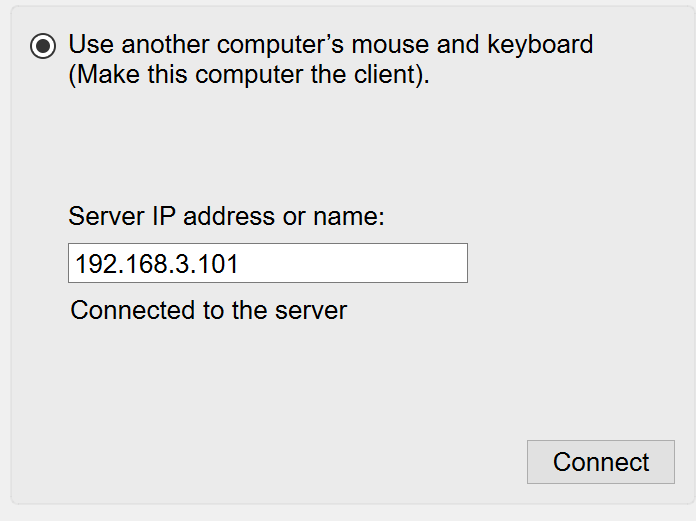 Use another computer’s mouse and keyboard
(Make this computer the client).
Server IP address or name:
192.168.3.101
Connected to the server
Connect